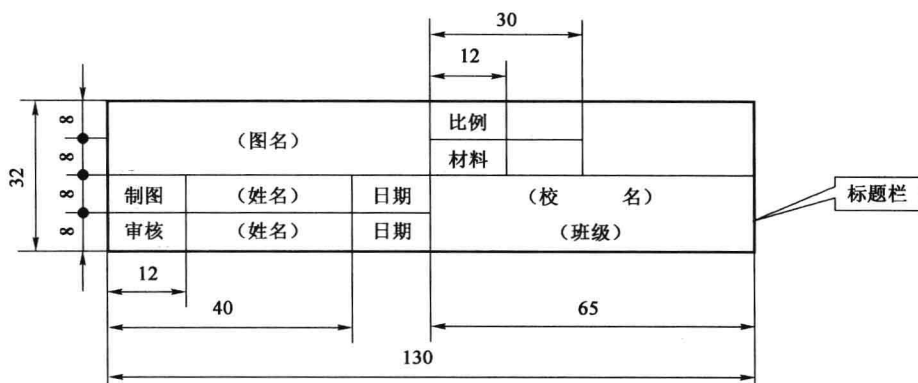 30
12
8
比例
(图名)
8
材料
32
8
制图 (姓名) 日期 (校 名) 标题栏
8
审核 (姓名) 日期 (班级)
12
40 65
130